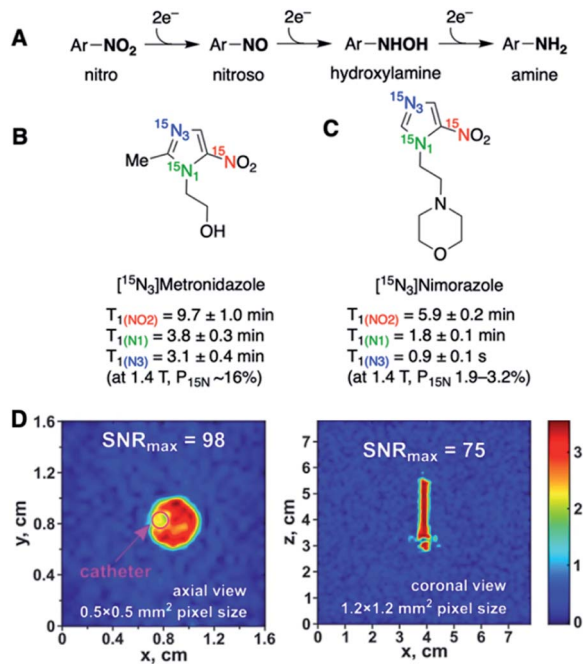 A
2e⁻ 2e⁻ 2e⁻
Ar–NO₂ Ar–NO Ar–NHOH Ar–NH₂
nitro nitroso hydroxylamine amine
B
¹⁵N₃
¹⁵NO₂
Me
¹⁵N₁
OH
[¹⁵N₃]Metronidazole
T₁(NO2) = 9.7 ± 1.0 min
T₁(N1) = 3.8 ± 0.3 min
T₁(N3) = 3.1 ± 0.4 min
(at 1.4 T, P₁₅N ~16%)
C
¹⁵N₃
¹⁵NO₂
¹⁵N₁
N
O
[¹⁵N₃]Nimorazole
T₁(NO2) = 5.9 ± 0.2 min
T₁(N1) = 1.8 ± 0.1 min
T₁(N3) = 0.9 ± 0.1 s
(at 1.4 T, P₁₅N 1.9–3.2%)
D
SNRmax = 98
catheter
axial view
0.5×0.5 mm² pixel size
y, cm
1.6
1.2
0.8
0.4
0
0 0.4 0.8 1.2 1.6
x, cm
SNRmax = 75
coronal view
1.2×1.2 mm² pixel size
z, cm
7
6
5
4
3
2
1
0
0 1 2 3 4 5 6 7
x, cm
3
2
1
0